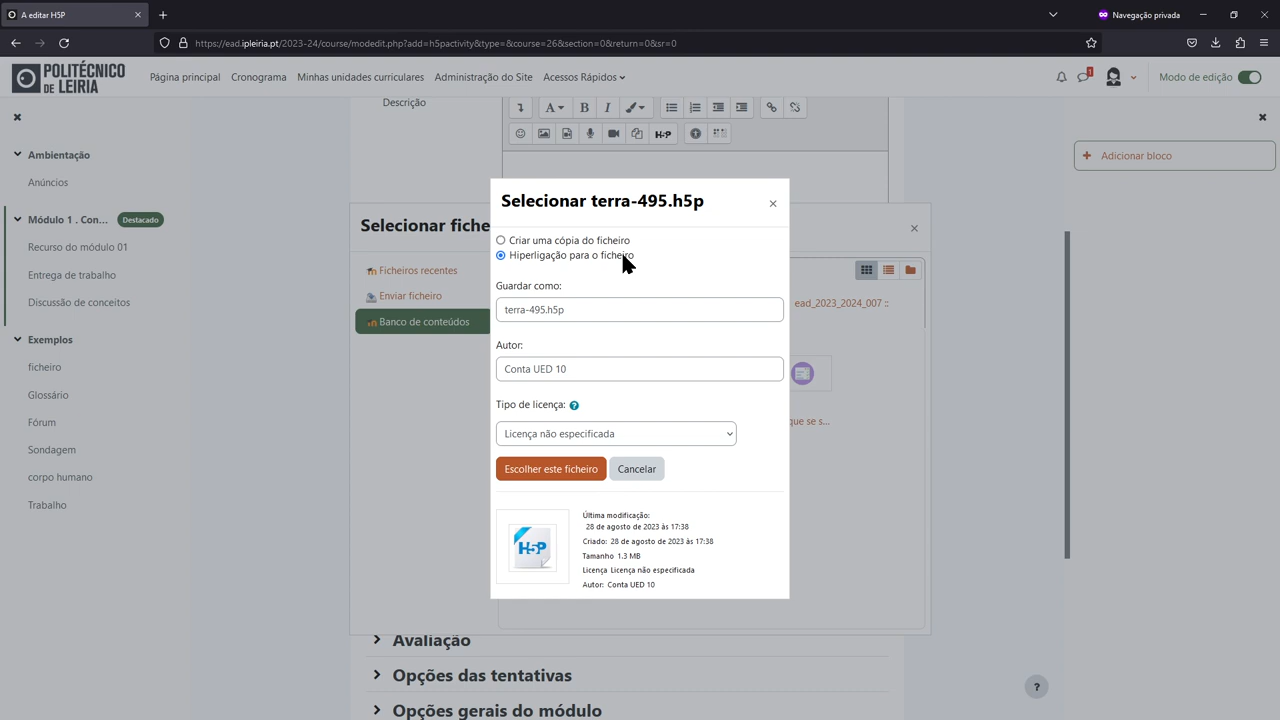 A editar H5P
Navegação privada
https://ead.ipleiria.pt/2023-24/course/modedit.php?add=h5pactivity&type=&course=26&section=0&return=0&sr=0
POLITÉCNICO
DE LEIRIA
Página principal
Cronograma
Minhas unidades curriculares
Administração do Site
Acessos Rápidos
1
Modo de edição
Descrição
A
B
I
H-P
Ambientação
Anúncios
Módulo 1 . Con...
Destacado
Recurso do módulo 01
Entrega de trabalho
Discussão de conceitos
Exemplos
ficheiro
Glossário
Fórum
Sondagem
corpo humano
Trabalho
Adicionar bloco
Selecionar fiche
Ficheiros recentes
Enviar ficheiro
Banco de conteúdos
ead_2023_2024_007 ::
que se s...
Selecionar terra-495.h5p
Criar uma cópia do ficheiro
Hiperligação para o ficheiro
Guardar como:
terra-495.h5p
Autor:
Conta UED 10
Tipo de licença:
?
Licença não especificada
Escolher este ficheiro
Cancelar
H5P
Última modificação:
28 de agosto de 2023 às 17:38
Criado: 28 de agosto de 2023 às 17:38
Tamanho 1.3 MB
Licença Licença não especificada
Autor: Conta UED 10
Avaliação
Opções das tentativas
Opções gerais do módulo
?